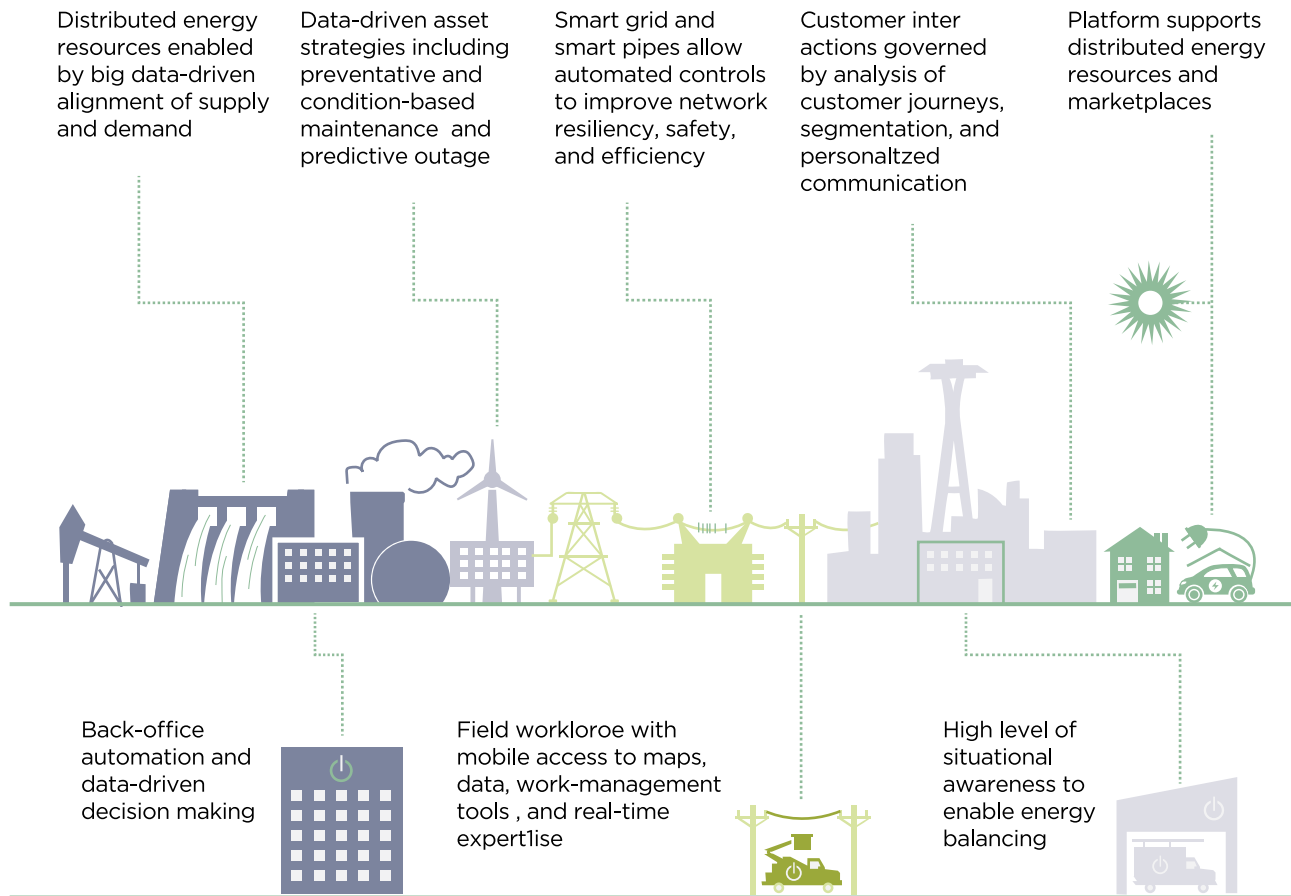 Distributed energy
resources enabled
by big data-driven
alignment of supply
and demand
Data-driven asset
strategies including
preventative and
condition-based
maintenance and
predictive outage
Smart grid and
smart pipes allow
automated controls
to improve network
resiliency, safety,
and efficiency
Customer inter
actions governed
by analysis of
customer journeys,
segmentation, and
personaltzed
communication
Platform supports
distributed energy
resources and
marketplaces
Back-office
automation and
data-driven
decision making
Field workloroe with
mobile access to maps,
data, work-management
tools , and real-time
expert1ise
High level of
situational
awareness to
enable energy
balancing